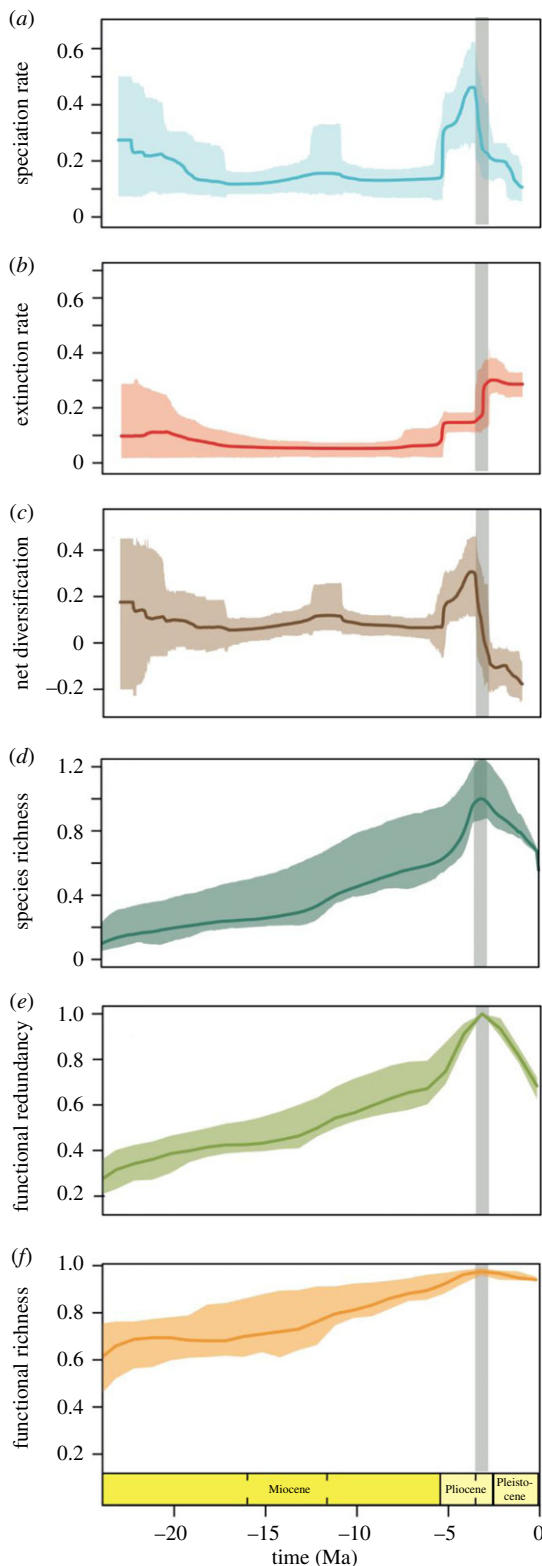 (a)
speciation rate
0.6
0.4
0.2
0
(b)
extinction rate
0.6
0.4
0.2
0
(c)
net diversification
0.4
0.2
0
−0.2
(d)
species richness
1.2
0.8
0.4
0
(e)
functional redundancy
1.0
0.8
0.6
0.4
0.2
(f)
functional richness
1.0
0.8
0.6
0.4
0.2
Miocene
Pliocene
Pleisto-
cene
−20 −15 −10 −5 0
time (Ma)